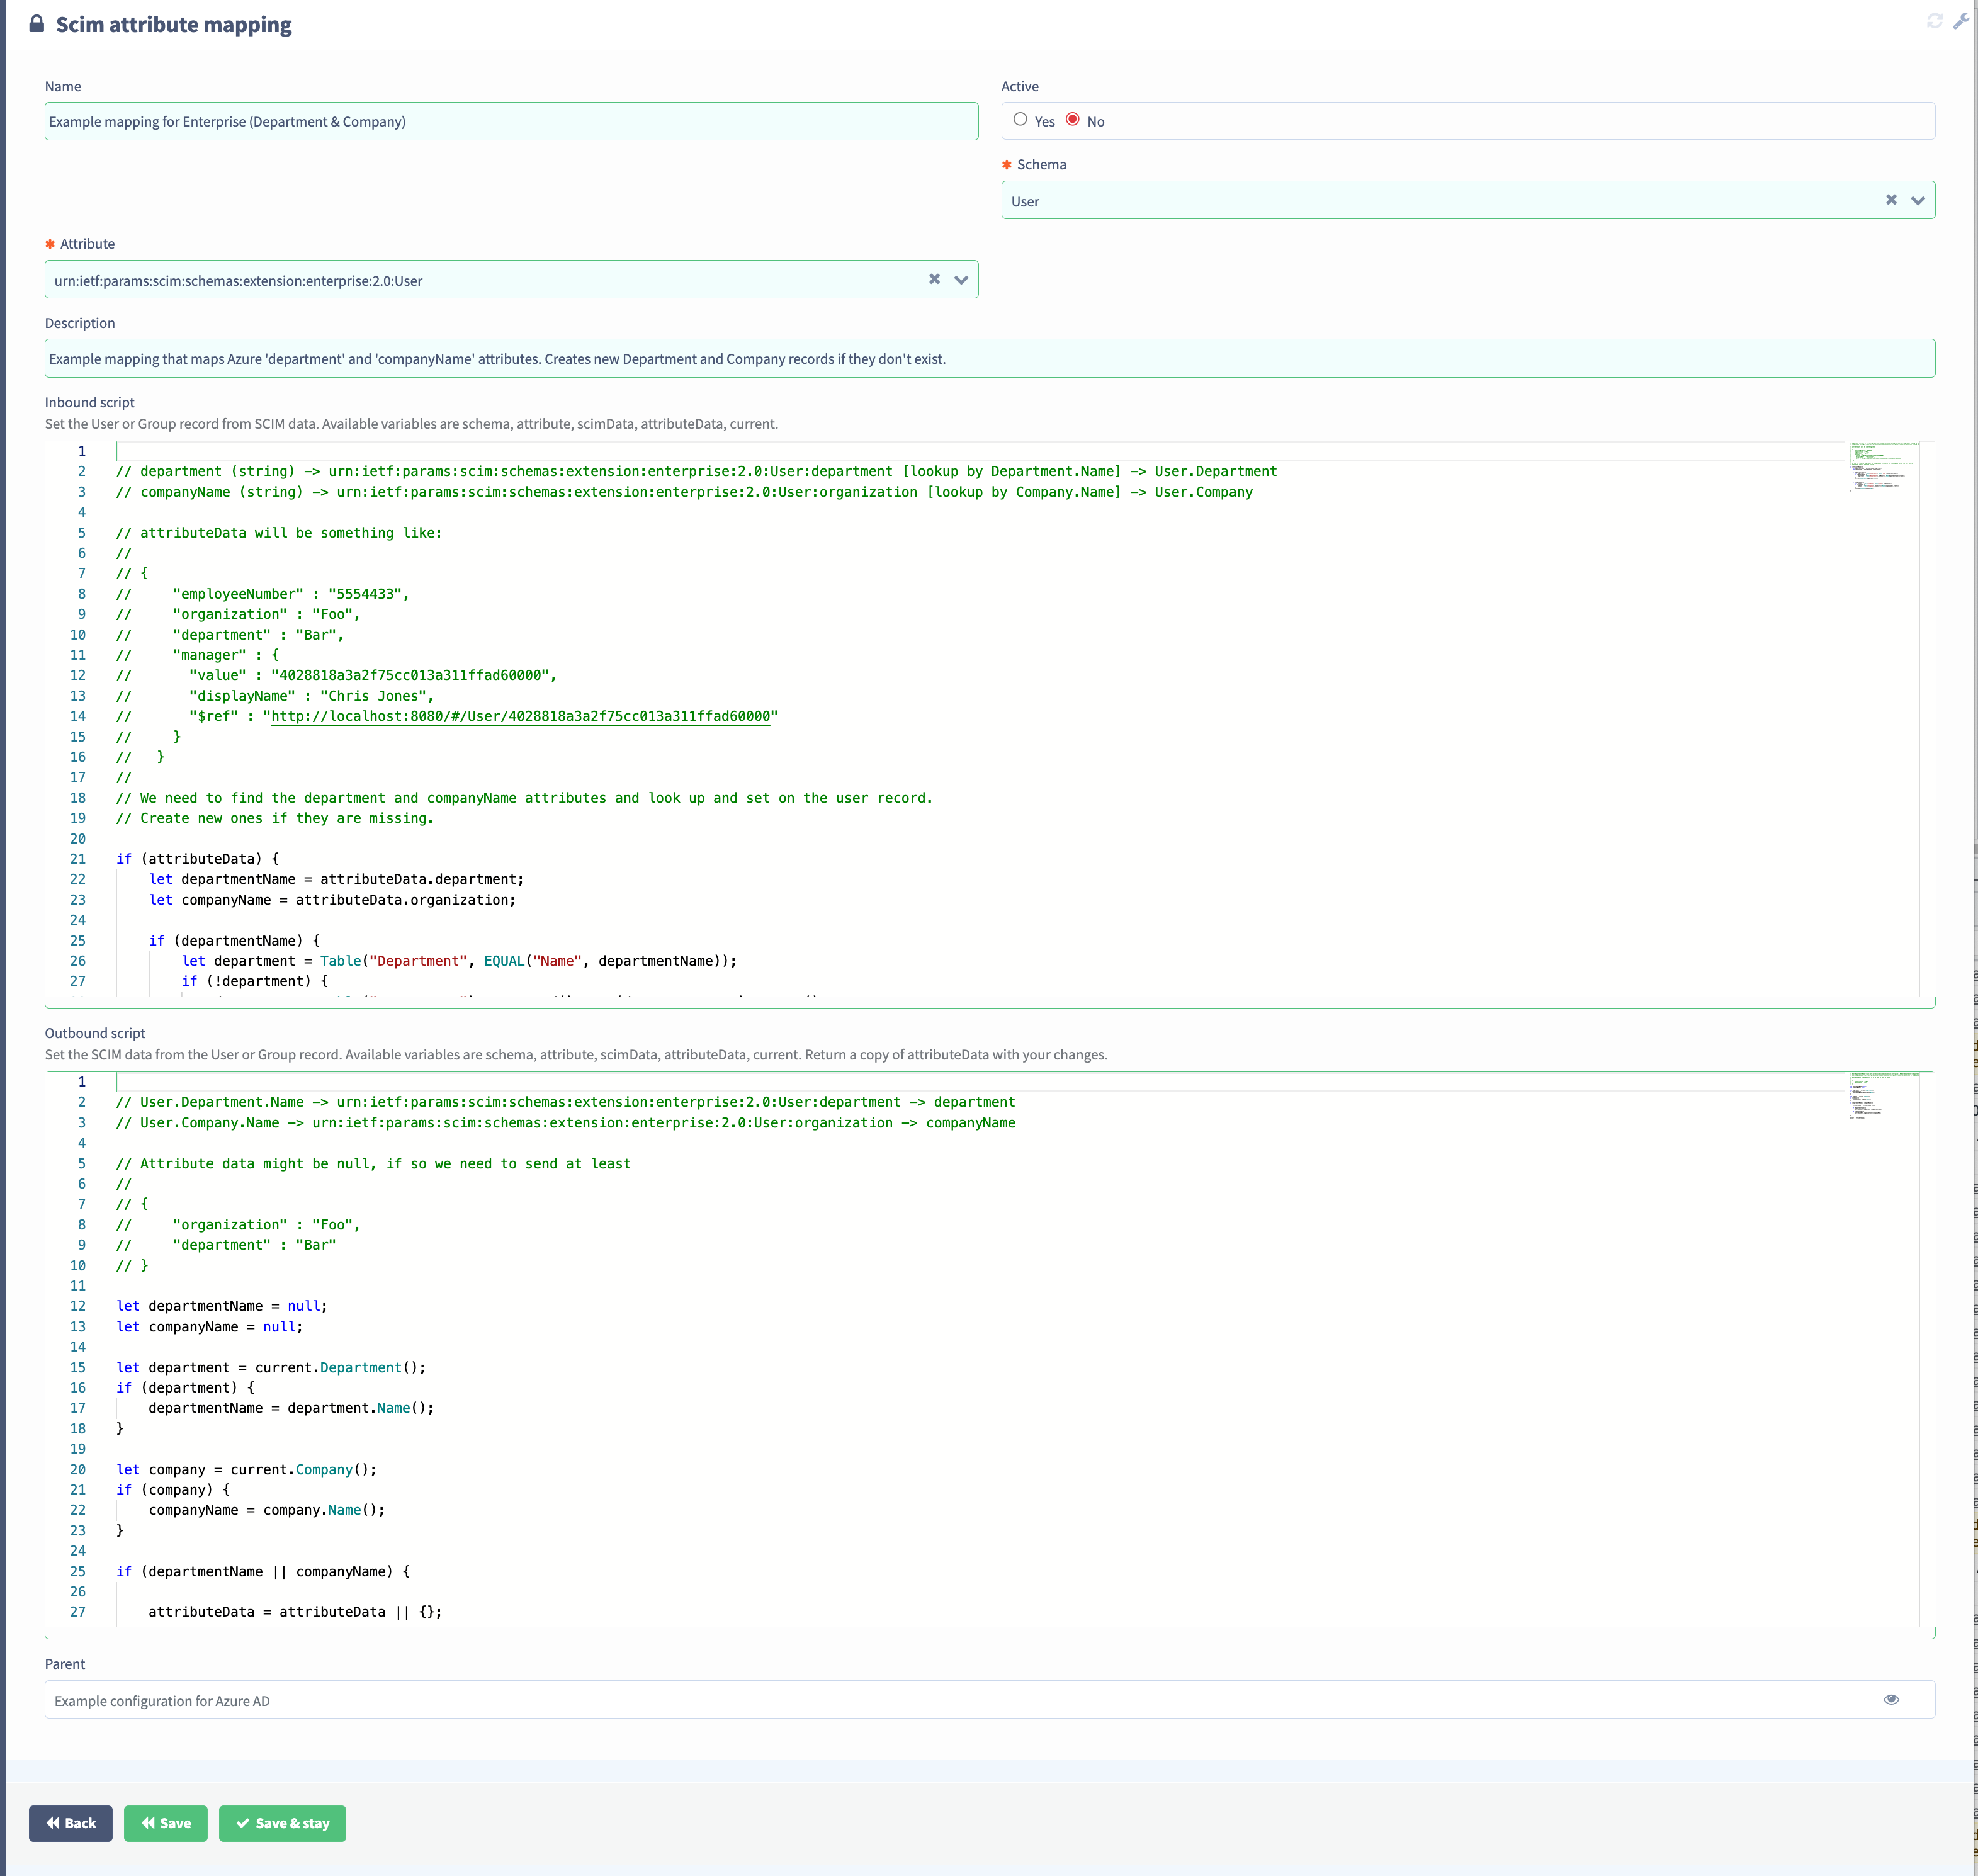 Scim attribute mapping
Name
Active
Example mapping for Enterprise (Department & Company)
Yes No
* Schema
User
* Attribute
urn:ietf:params:scim:schemas:extension:enterprise:2.0:User
Description
Example mapping that maps Azure 'department' and 'companyName' attributes. Creates new Department and Company records if they don't exist.
Inbound script
Set the User or Group record from SCIM data. Available variables are schema, attribute, scimData, attributeData, current.
1
2 // department (string) -> urn:ietf:params:scim:schemas:extension:enterprise:2.0:User:department [lookup by Department.Name] -> User.Department
3 // companyName (string) -> urn:ietf:params:scim:schemas:extension:enterprise:2.0:User:organization [lookup by Company.Name] -> User.Company
4
5 // attributeData will be something like:
6 //
7 // {
8 //     "employeeNumber" : "5554433",
9 //     "organization" : "Foo",
10 //     "department" : "Bar",
11 //     "manager" : {
12 //       "value" : "4028818a3a2f75cc013a311ffad60000",
13 //       "displayName" : "Chris Jones",
14 //       "$ref" : "http://localhost:8080/#/User/4028818a3a2f75cc013a311ffad60000"
15 //     }
16 //   }
17 //
18 // We need to find the department and companyName attributes and look up and set on the user record.
19 // Create new ones if they are missing.
20
21 if (attributeData) {
22     let departmentName = attributeData.department;
23     let companyName = attributeData.organization;
24
25     if (departmentName) {
26         let department = Table("Department", EQUAL("Name", departmentName));
27         if (!department) {
Outbound script
Set the SCIM data from the User or Group record. Available variables are schema, attribute, scimData, attributeData, current. Return a copy of attributeData with your changes.
1
2 // User.Department.Name -> urn:ietf:params:scim:schemas:extension:enterprise:2.0:User:department -> department
3 // User.Company.Name -> urn:ietf:params:scim:schemas:extension:enterprise:2.0:User:organization -> companyName
4
5 // Attribute data might be null, if so we need to send at least
6 //
7 // {
8 //     "organization" : "Foo",
9 //     "department" : "Bar"
10 // }
11
12 let departmentName = null;
13 let companyName = null;
14
15 let department = current.Department();
16 if (department) {
17     departmentName = department.Name();
18 }
19
20 let company = current.Company();
21 if (company) {
22     companyName = company.Name();
23 }
24
25 if (departmentName || companyName) {
26
27     attributeData = attributeData || {};
Parent
Example configuration for Azure AD
Back Save Save & stay